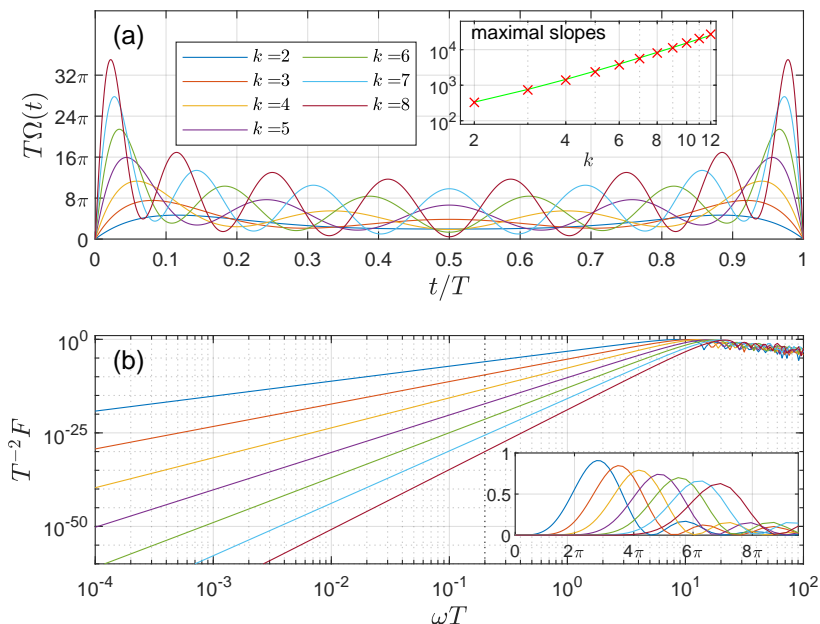 (a)
k = 2
k = 3
k = 4
k = 5
k = 6
k = 7
k = 8
maximal slopes
10^4
10^3
10^2
2 4 6 8 10 12
k
TΩ(t)
32π
24π
16π
8π
0
0 0.1 0.2 0.3 0.4 0.5 0.6 0.7 0.8 0.9 1
t/T
(b)
T^{-2}F
10^0
10^{-25}
10^{-50}
1
0.5
0
0 2π 4π 6π 8π
10^{-4} 10^{-3} 10^{-2} 10^{-1} 10^0 10^1 10^2
ωT